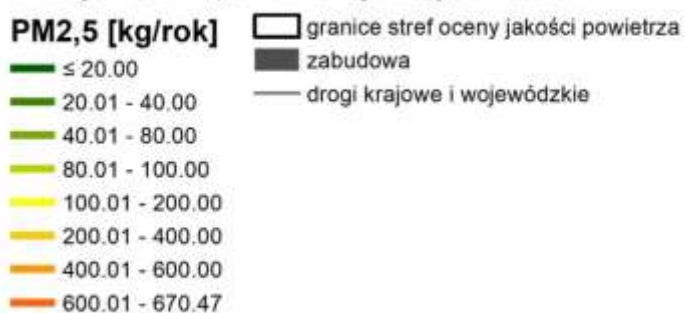 PM2,5 [kg/rok]
≤ 20.00
20.01 - 40.00
40.01 - 80.00
80.01 - 100.00
100.01 - 200.00
200.01 - 400.00
400.01 - 600.00
600.01 - 670.47
granice stref oceny jakości powietrza
zabudowa
drogi krajowe i wojewódzkie